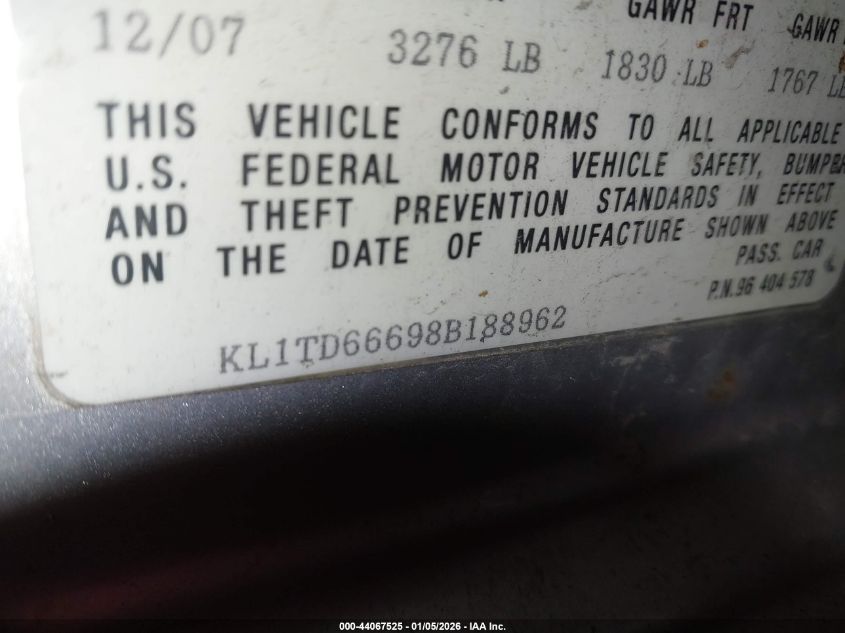 GAWR FRT GAWR
12/07 3276 LB 1830 LB 1767 LB
THIS VEHICLE CONFORMS TO ALL APPLICABLE
U.S. FEDERAL MOTOR VEHICLE SAFETY, BUMPER
AND THEFT PREVENTION STANDARDS IN EFFECT
ON THE DATE OF MANUFACTURE SHOWN ABOVE
PASS. CAR
P.N.96 404 578
KL1TD66698B188962
000-44067525 - 01/05/2026 - IAA Inc.